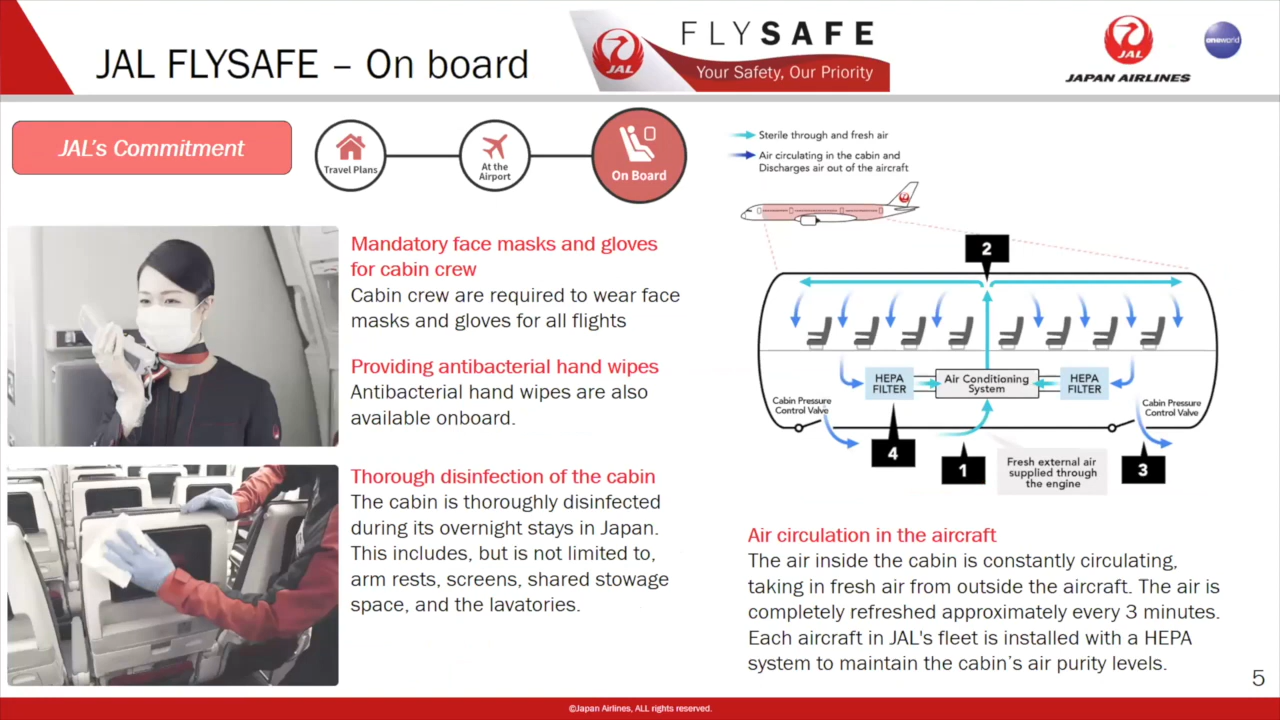 JAL FLYSAFE – On board
JAL
FLYSAFE
Your Safety, Our Priority
JAL
JAPAN AIRLINES
oneworld
JAL's Commitment
Travel Plans
At the
Airport
On Board
Mandatory face masks and gloves
for cabin crew
Cabin crew are required to wear face
masks and gloves for all flights
Providing antibacterial hand wipes
Antibacterial hand wipes are also
available onboard.
Thorough disinfection of the cabin
The cabin is thoroughly disinfected
during its overnight stays in Japan.
This includes, but is not limited to,
arm rests, screens, shared stowage
space, and the lavatories.
Sterile through and fresh air
Air circulating in the cabin and
Discharges air out of the aircraft
2
HEPA
FILTER
Air Conditioning
System
HEPA
FILTER
Cabin Pressure
Control Valve
Cabin Pressure
Control Valve
4
1
Fresh external air
supplied through
the engine
3
Air circulation in the aircraft
The air inside the cabin is constantly circulating,
taking in fresh air from outside the aircraft. The air is
completely refreshed approximately every 3 minutes.
Each aircraft in JAL's fleet is installed with a HEPA
system to maintain the cabin's air purity levels.
5
©Japan Airlines, ALL rights reserved.